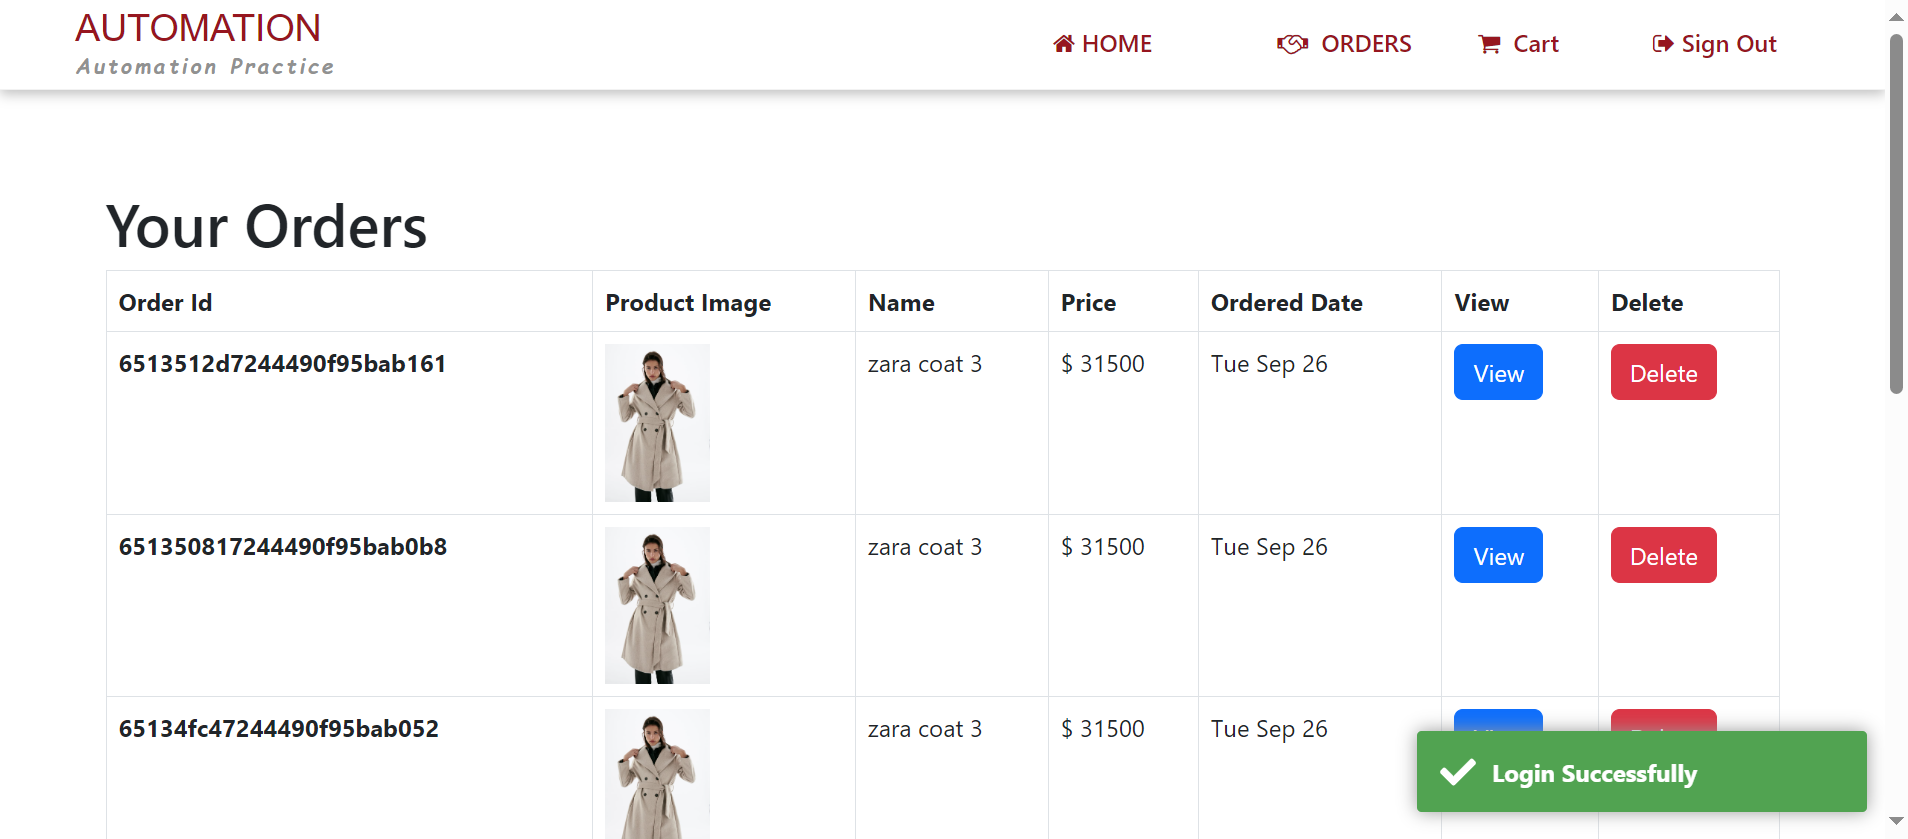 AUTOMATION
Automation Practice
HOME ORDERS Cart Sign Out
Your Orders
Order Id Product Image Name Price Ordered Date View Delete
6513512d7244490f95bab161 zara coat 3 $ 31500 Tue Sep 26 View Delete
651350817244490f95bab0b8 zara coat 3 $ 31500 Tue Sep 26 View Delete
65134fc47244490f95bab052 zara coat 3 $ 31500 Tue Sep 26
Login Successfully